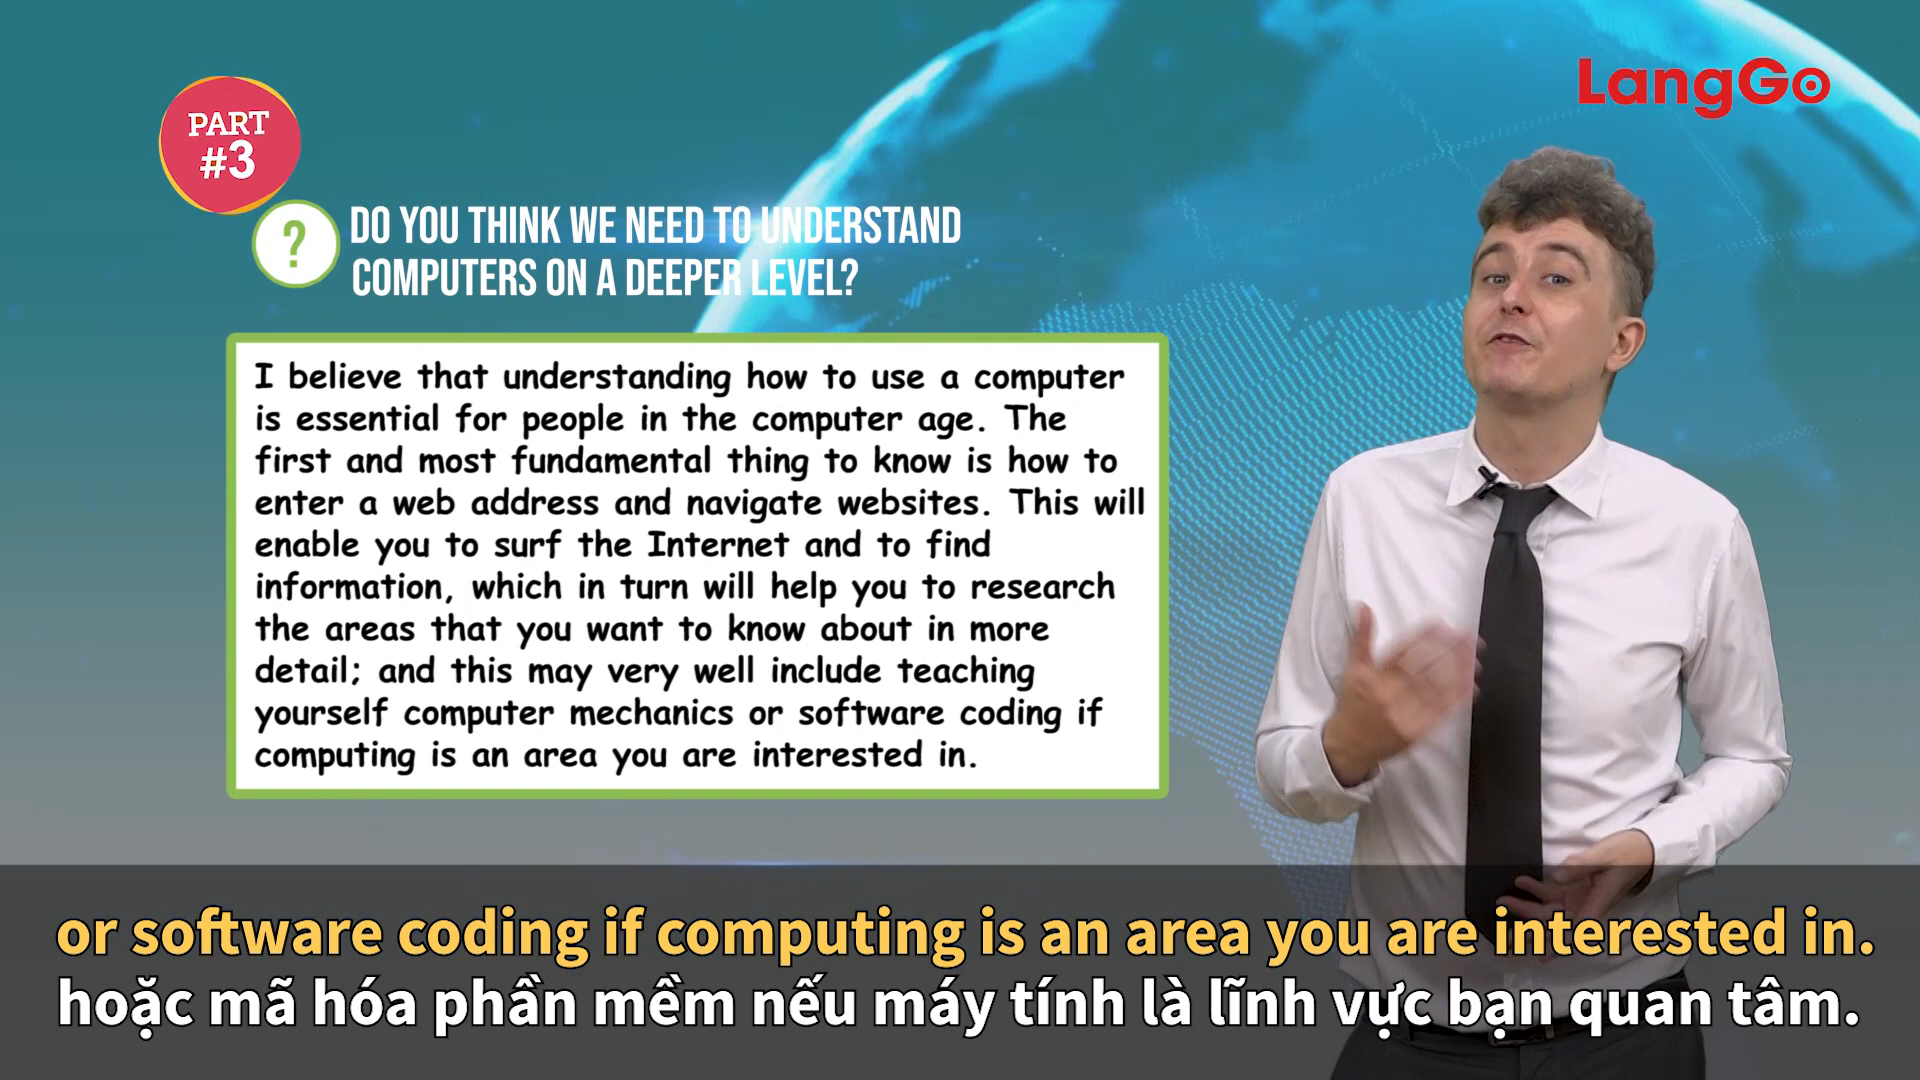 LangGo
PART
#3
?
DO YOU THINK WE NEED TO UNDERSTAND
COMPUTERS ON A DEEPER LEVEL?
I believe that understanding how to use a computer
is essential for people in the computer age. The
first and most fundamental thing to know is how to
enter a web address and navigate websites. This will
enable you to surf the Internet and to find
information, which in turn will help you to research
the areas that you want to know about in more
detail; and this may very well include teaching
yourself computer mechanics or software coding if
computing is an area you are interested in.
or software coding if computing is an area you are interested in.
hoặc mã hóa phần mềm nếu máy tính là lĩnh vực bạn quan tâm.